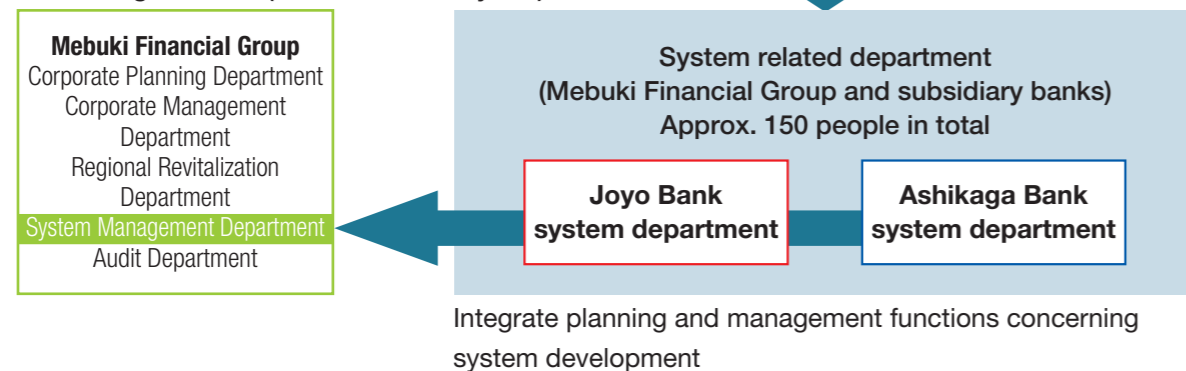 Mebuki Financial Group
Corporate Planning Department
Corporate Management
Department
Regional Revitalization
Department
System Management Department
Audit Department
System related department
(Mebuki Financial Group and subsidiary banks)
Approx. 150 people in total
Joyo Bank
system department
Ashikaga Bank
system department
Integrate planning and management functions concerning
system development